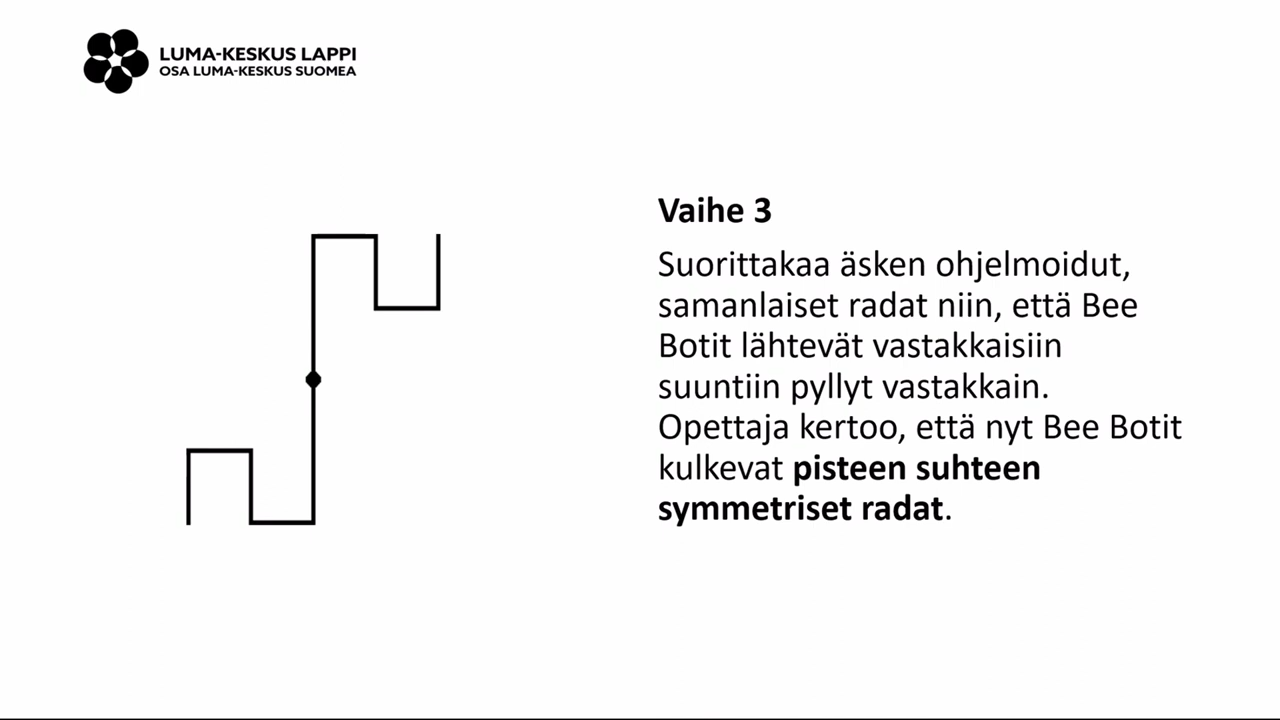 LUMA-KESKUS LAPPI
OSA LUMA-KESKUS SUOMEA
Vaihe 3
Suorittakaa äsken ohjelmoidut,
samanlaiset radat niin, että Bee
Botit lähtevät vastakkaisiin
suuntiin pyllyt vastakkain.
Opettaja kertoo, että nyt Bee Botit
kulkevat pisteen suhteen
symmetriset radat.